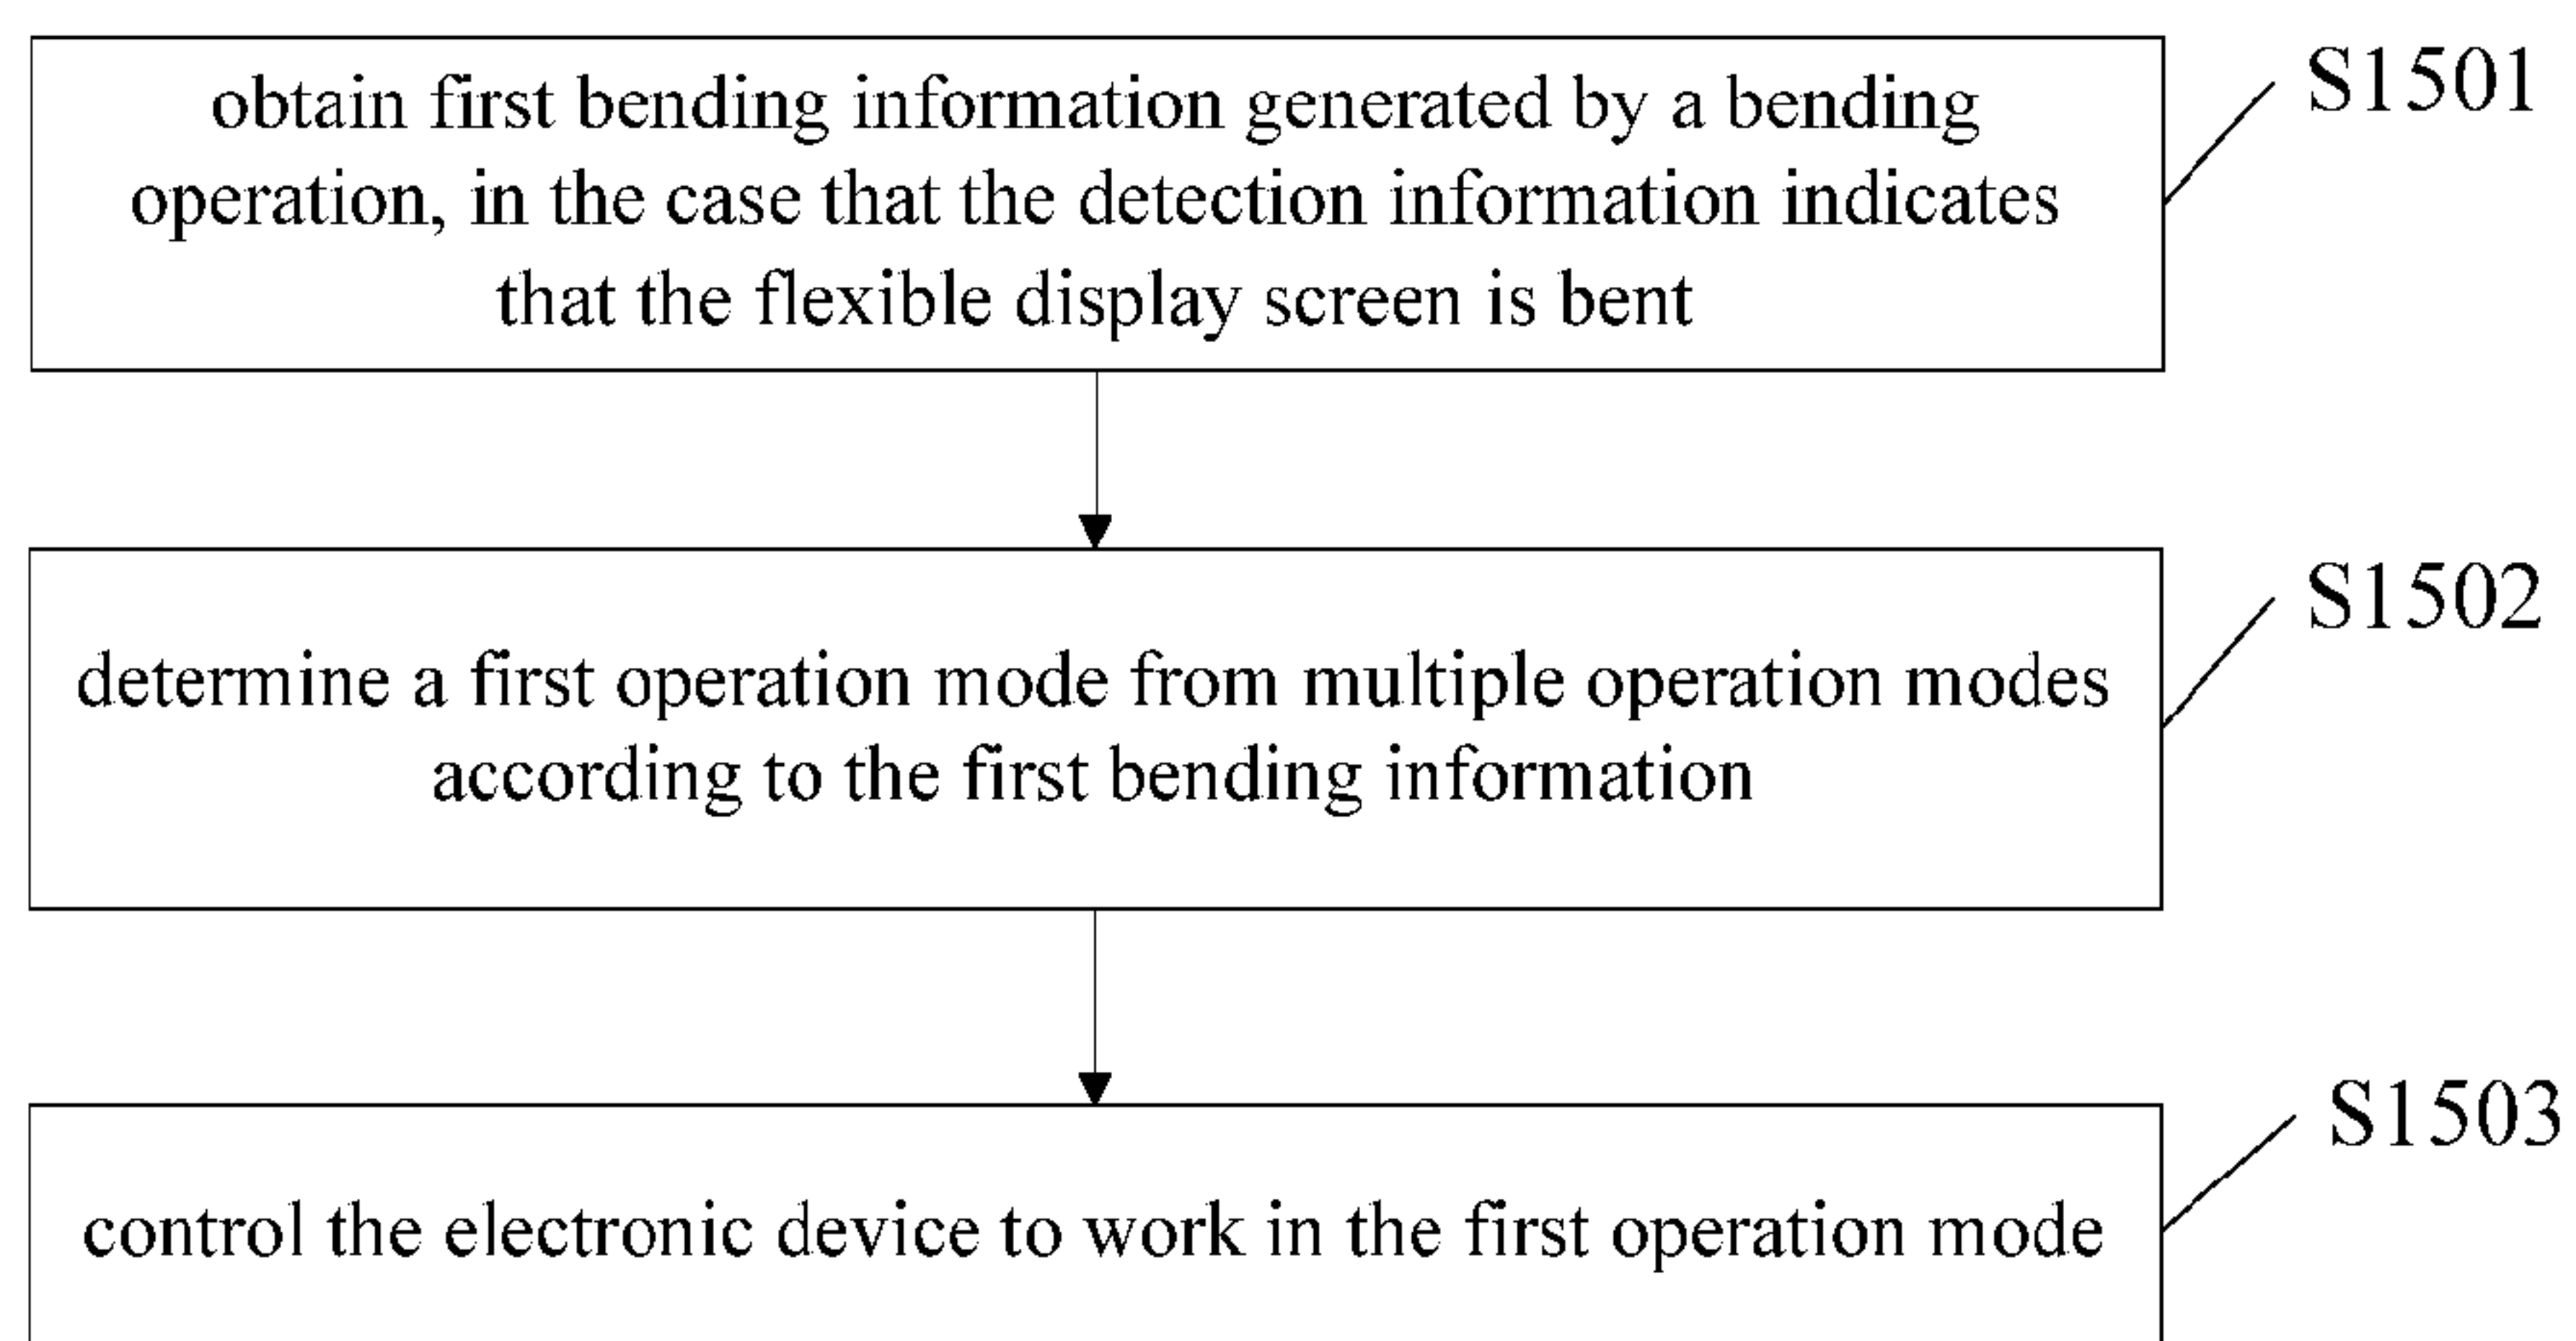 obtain first bending information generated by a bending
operation, in the case that the detection information indicates
that the flexible display screen is bent
S1501
determine a first operation mode from multiple operation modes
according to the first bending information
S1502
control the electronic device to work in the first operation mode
S1503